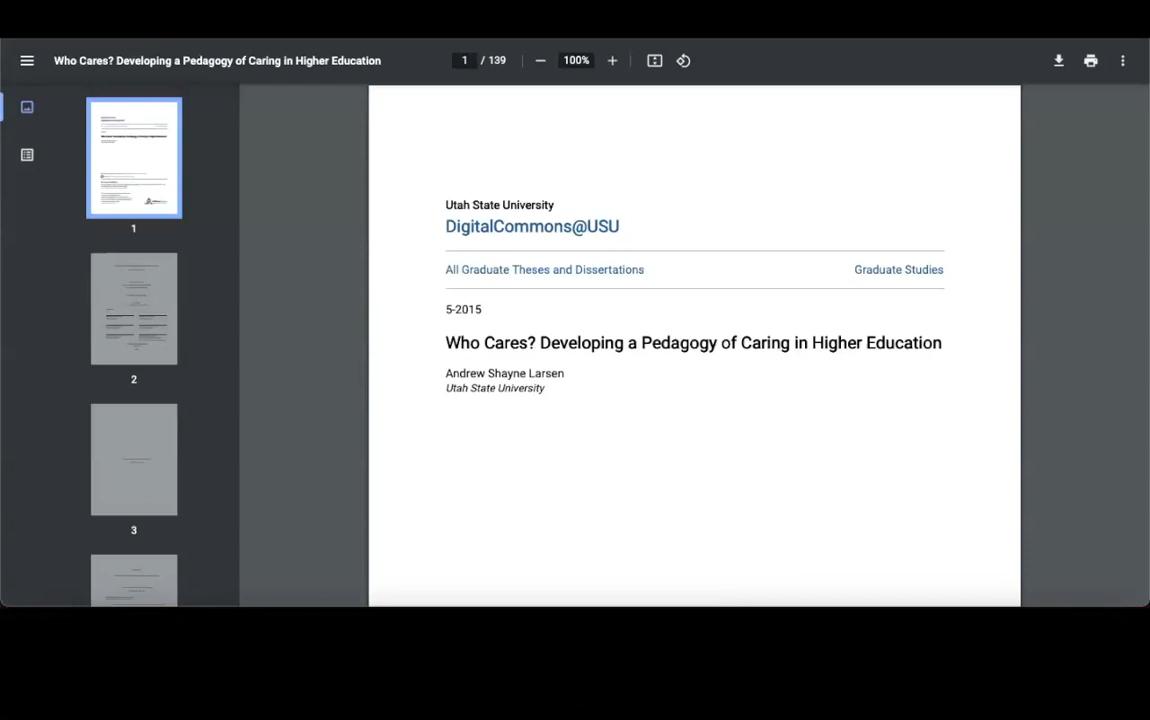 Who Cares? Developing a Pedagogy of Caring in Higher Education
1 / 139
100%
1
2
3
Utah State University
DigitalCommons@USU
All Graduate Theses and Dissertations
Graduate Studies
5-2015
Who Cares? Developing a Pedagogy of Caring in Higher Education
Andrew Shayne Larsen
Utah State University